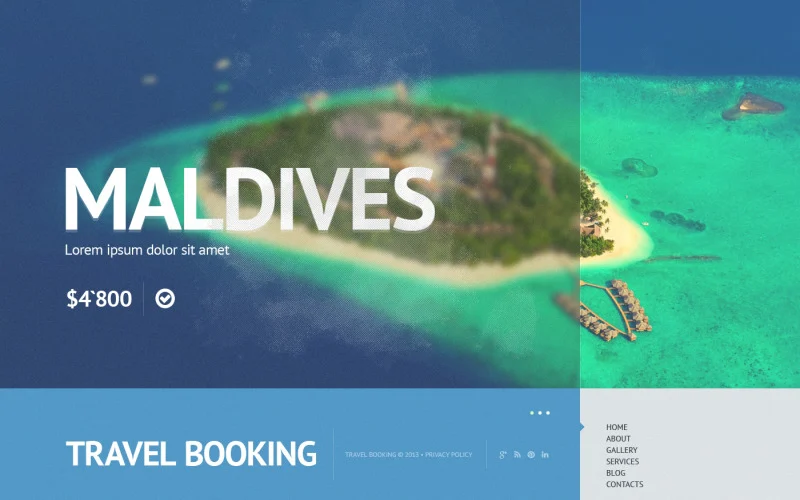 MALDIVES
Lorem ipsum dolor sit amet
$4`800
TRAVEL BOOKING
TRAVEL BOOKING © 2013 • PRIVACY POLICY
HOME
ABOUT
GALLERY
SERVICES
BLOG
CONTACTS